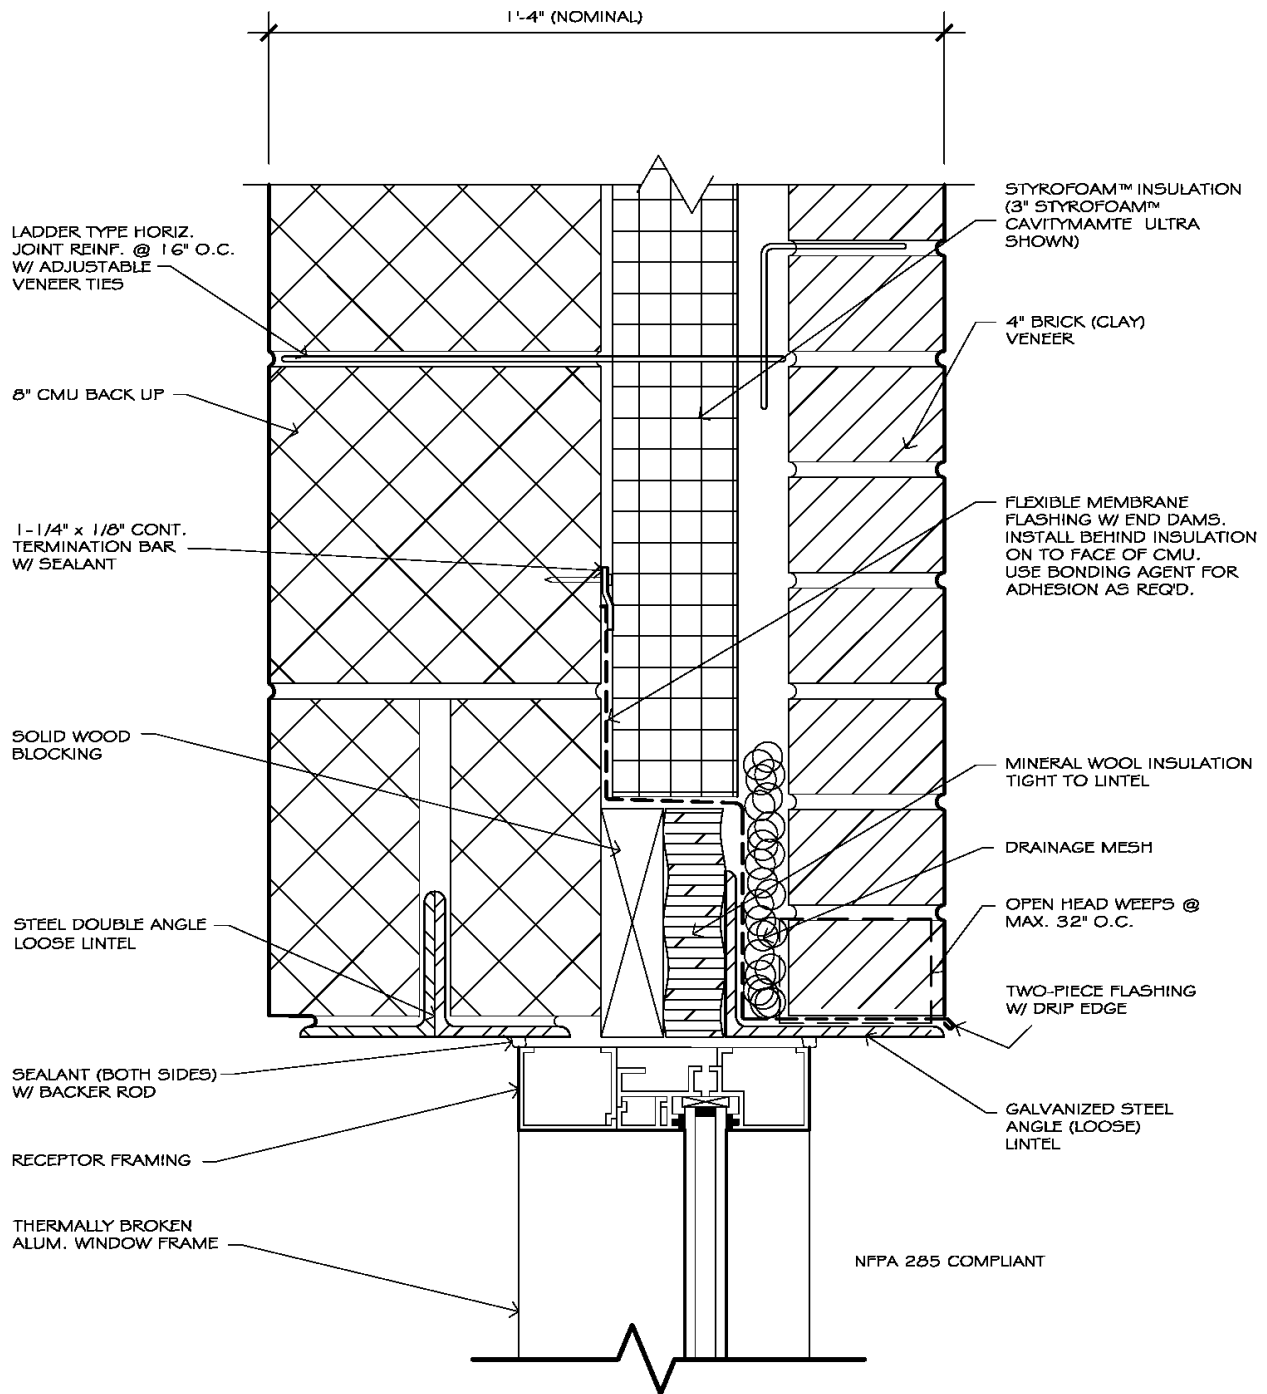 1'-4" (NOMINAL)
LADDER TYPE HORIZ.
JOINT REINF. @ 16" O.C.
W/ ADJUSTABLE
VENEER TIES
8" CMU BACK UP
1-1/4" x 1/8" CONT.
TERMINATION BAR
W/ SEALANT
SOLID WOOD
BLOCKING
STEEL DOUBLE ANGLE
LOOSE LINTEL
SEALANT (BOTH SIDES)
W/ BACKER ROD
RECEPTOR FRAMING
THERMALLY BROKEN
ALUM. WINDOW FRAME
STYROFOAM™ INSULATION
(3" STYROFOAM™
CAVITYMAMTE ULTRA
SHOWN)
4" BRICK (CLAY)
VENEER
FLEXIBLE MEMBRANE
FLASHING W/ END DAMS.
INSTALL BEHIND INSULATION
ON TO FACE OF CMU.
USE BONDING AGENT FOR
ADHESION AS REQ'D.
MINERAL WOOL INSULATION
TIGHT TO LINTEL
DRAINAGE MESH
OPEN HEAD WEEPS @
MAX. 32" O.C.
TWO-PIECE FLASHING
W/ DRIP EDGE
GALVANIZED STEEL
ANGLE (LOOSE)
LINTEL
NFPA 285 COMPLIANT